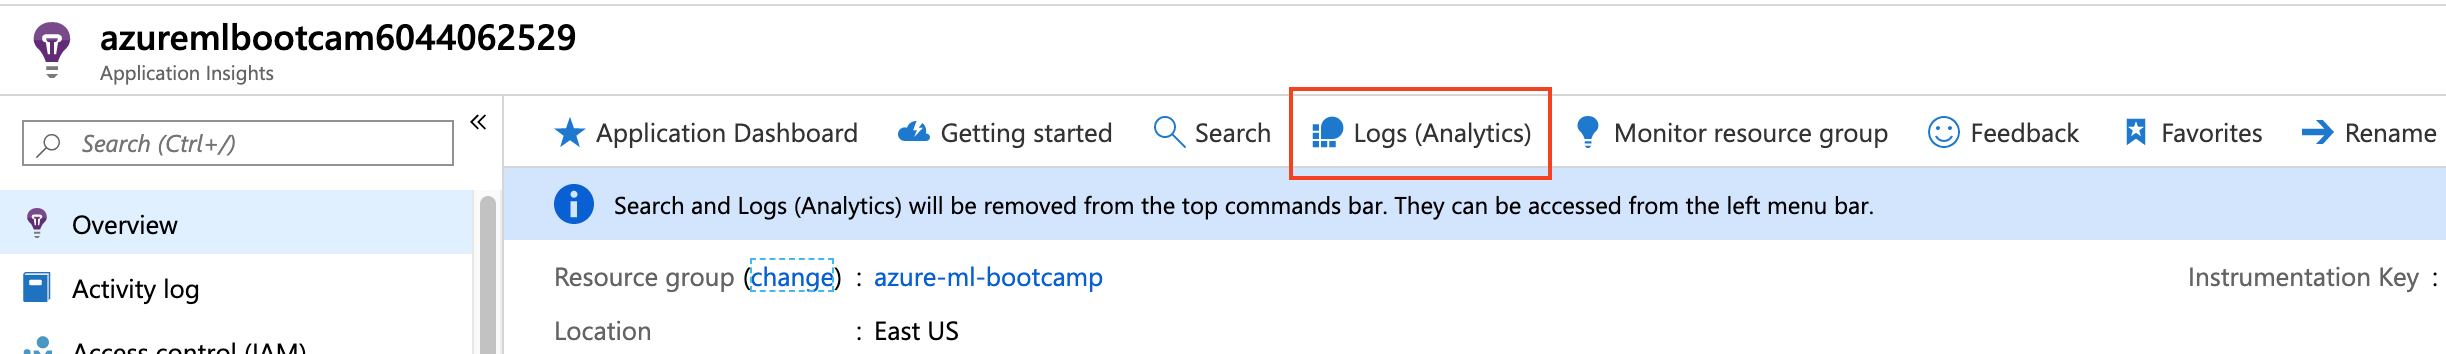 azuremlbootcam6044062529
Application Insights
Search (Ctrl+/)
«
Application Dashboard Getting started Search Logs (Analytics) Monitor resource group Feedback Favorites Rename
Search and Logs (Analytics) will be removed from the top commands bar. They can be accessed from the left menu bar.
Overview
Activity log
Access control (IAM)
Resource group (change) : azure-ml-bootcamp
Instrumentation Key :
Location : East US